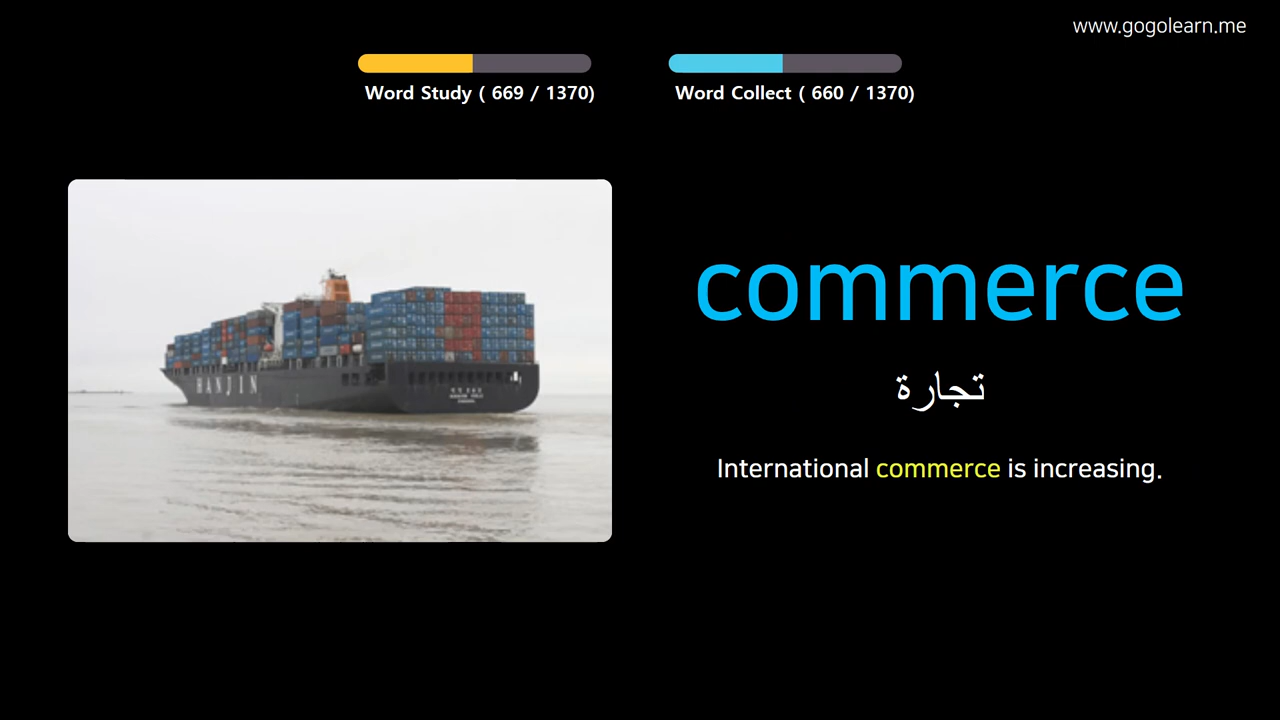 www.gogolearn.me
Word Study ( 669 / 1370)
Word Collect ( 660 / 1370)
commerce
تجارة
International commerce is increasing.
HANJIN